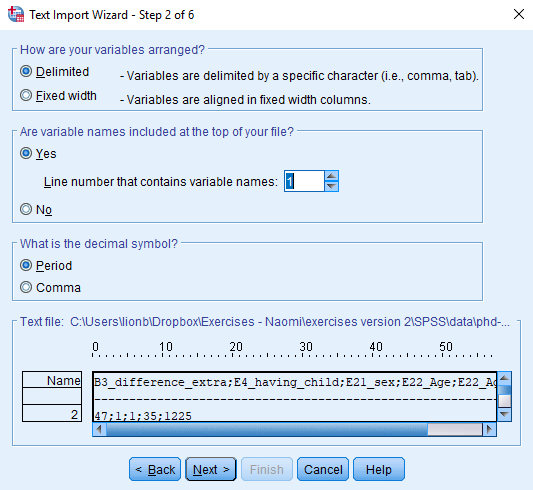 Text Import Wizard - Step 2 of 6
How are your variables arranged?
Delimited - Variables are delimited by a specific character (i.e., comma, tab).
Fixed width - Variables are aligned in fixed width columns.
Are variable names included at the top of your file?
Yes
Line number that contains variable names: 1
No
What is the decimal symbol?
Period
Comma
Text file: C:\Users\lionb\Dropbox\Exercises - Naomi\exercises version 2\SPSS\data\phd-...
0 10 20 30 40 50
Name B3_difference_extra;E4_having_child;E21_sex;E22_Age;E22_Ag
2 47;1;1;35;1225
< Back Next > Finish Cancel Help